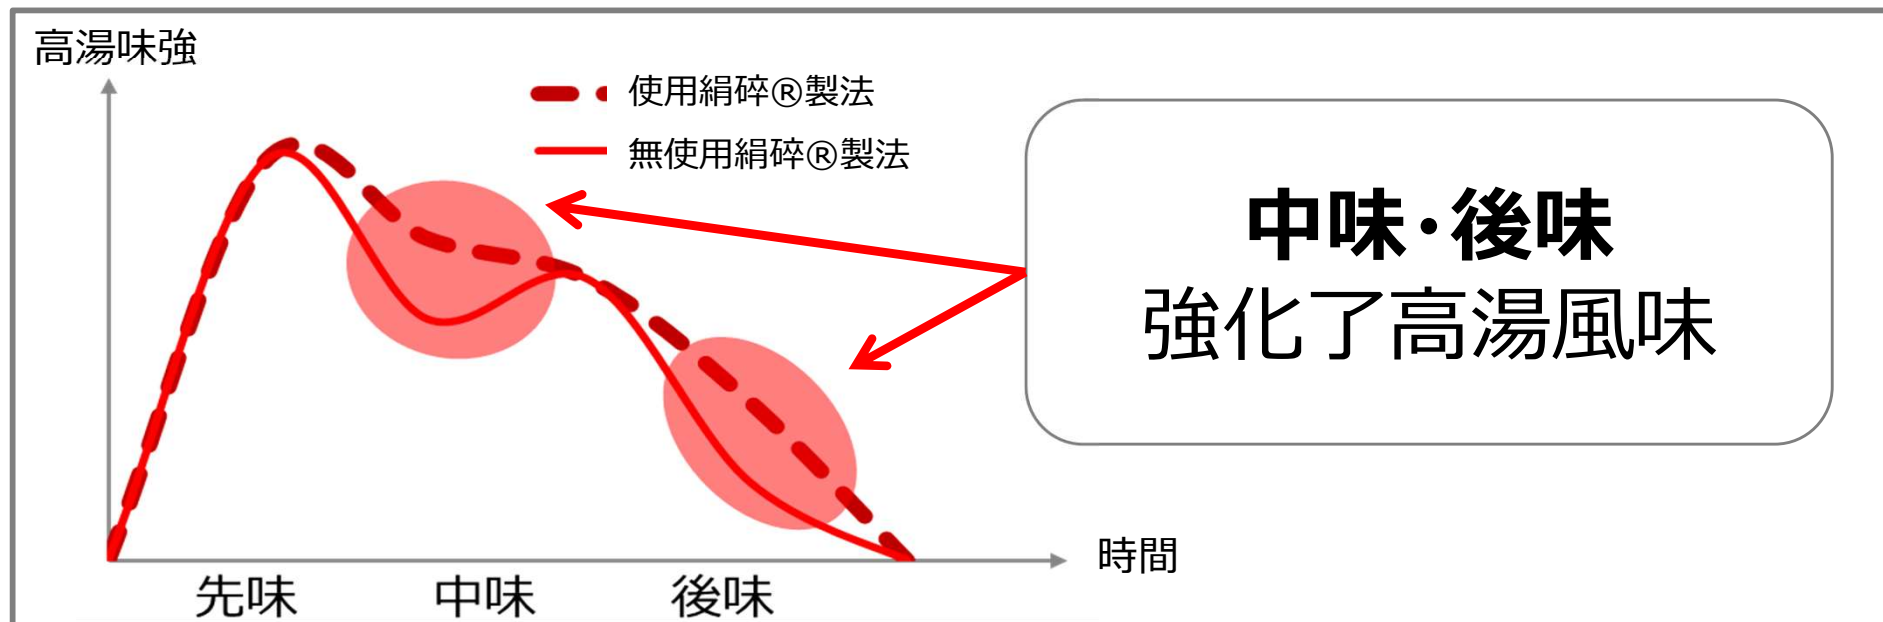 高湯味強
使用絹碎®製法
無使用絹碎®製法
中味・後味
強化了高湯風味
時間
先味 中味 後味